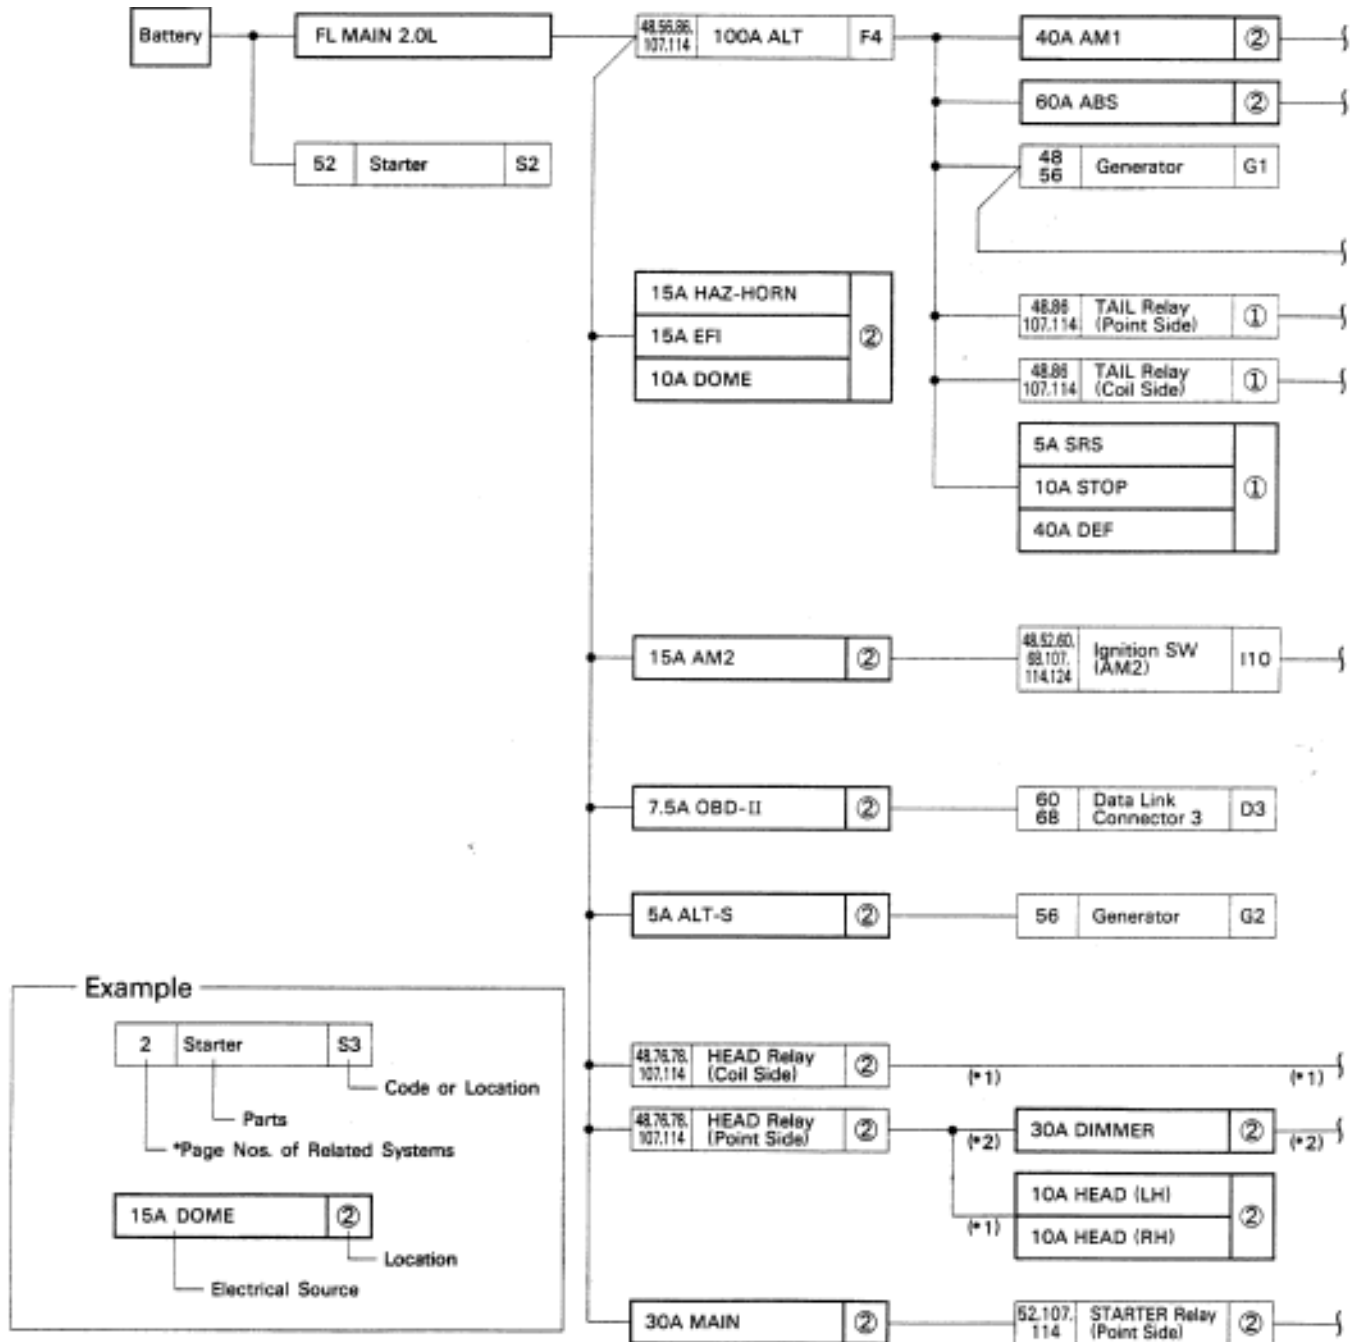 Battery
FL MAIN 2.0L
48.56.86.
107.114
100A ALT
F4
40A AM1
②
60A ABS
②
52
Starter
S2
48
56
Generator
G1
15A HAZ-HORN
15A EFI
10A DOME
②
48.86
107.114
TAIL Relay
(Point Side)
①
48.86
107.114
TAIL Relay
(Coil Side)
①
5A SRS
10A STOP
40A DEF
①
15A AM2
②
48.52.60.
68.107.
114.124
Ignition SW
(AM2)
I10
7.5A OBD-II
②
60
68
Data Link
Connector 3
D3
5A ALT-S
②
56
Generator
G2
48.76.78.
107.114
HEAD Relay
(Coil Side)
②
(*1)
(*1)
48.76.78.
107.114
HEAD Relay
(Point Side)
②
(*2)
30A DIMMER
②
(*2)
(*1)
10A HEAD (LH)
10A HEAD (RH)
②
30A MAIN
②
52.107.
114
STARTER Relay
(Point Side)
②
Example
2
Starter
S3
Code or Location
Parts
*Page Nos. of Related Systems
15A DOME
②
Location
Electrical Source